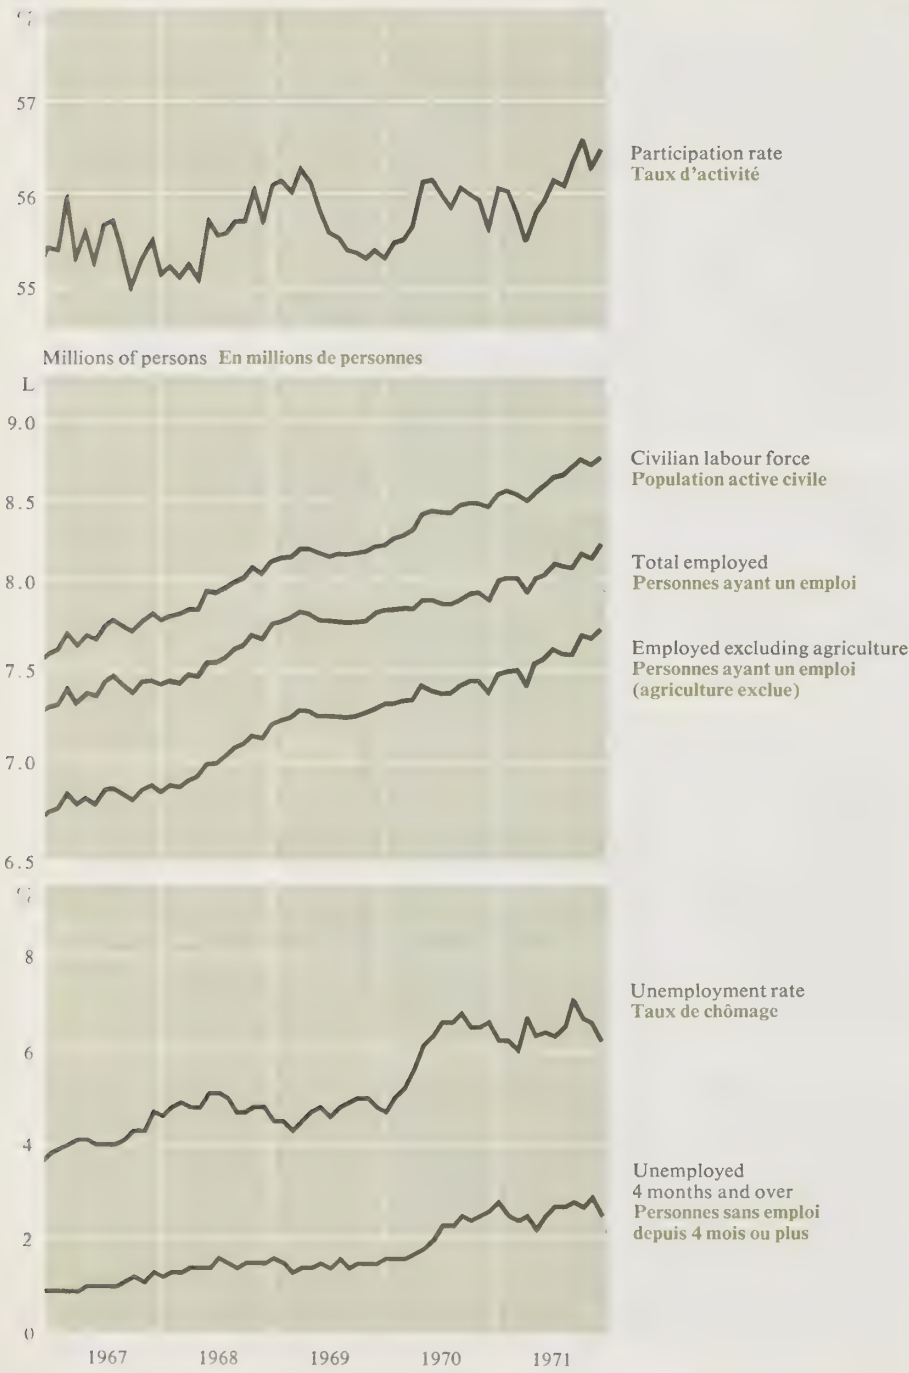 %
57
56
55
Participation rate
Taux d'activité
Millions of persons En millions de personnes
L
9.0
8.5
8.0
7.5
7.0
6.5
Civilian labour force
Population active civile
Total employed
Personnes ayant un emploi
Employed excluding agriculture
Personnes ayant un emploi
(agriculture exclue)
%
8
6
4
2
0
Unemployment rate
Taux de chômage
Unemployed
4 months and over
Personnes sans emploi
depuis 4 mois ou plus
1967 1968 1969 1970 1971